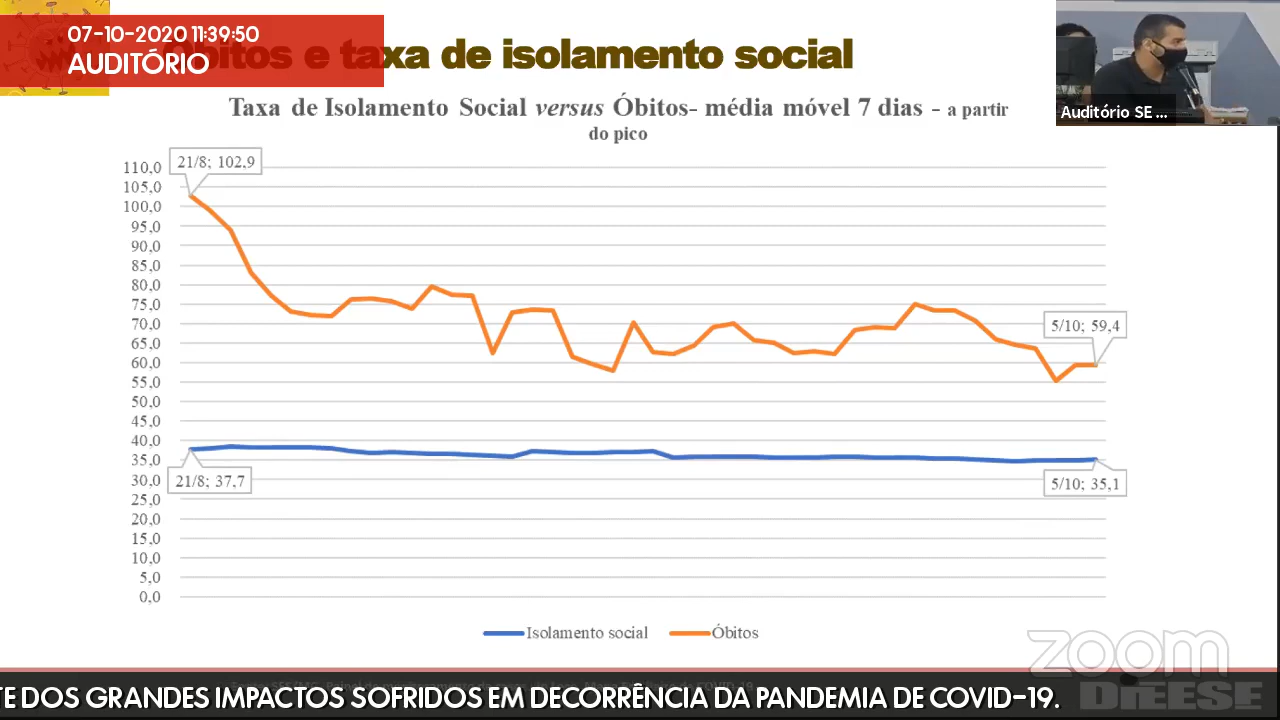 07-10-2020 11:39:50
AUDITÓRIO
Óbitos e taxa de isolamento social
Auditório SE ...
Taxa de Isolamento Social versus Óbitos- média móvel 7 dias - a partir
do pico
21/8; 102,9
110,0
105,0
100,0
95,0
90,0
85,0
80,0
75,0
70,0
65,0
60,0
55,0
50,0
45,0
40,0
35,0
30,0
25,0
20,0
15,0
10,0
5,0
0,0
5/10; 59,4
21/8; 37,7
5/10; 35,1
Isolamento social
Óbitos
zoom
TE DOS GRANDES IMPACTOS SOFRIDOS EM DECORRÊNCIA DA PANDEMIA DE COVID-19.
DIEESE